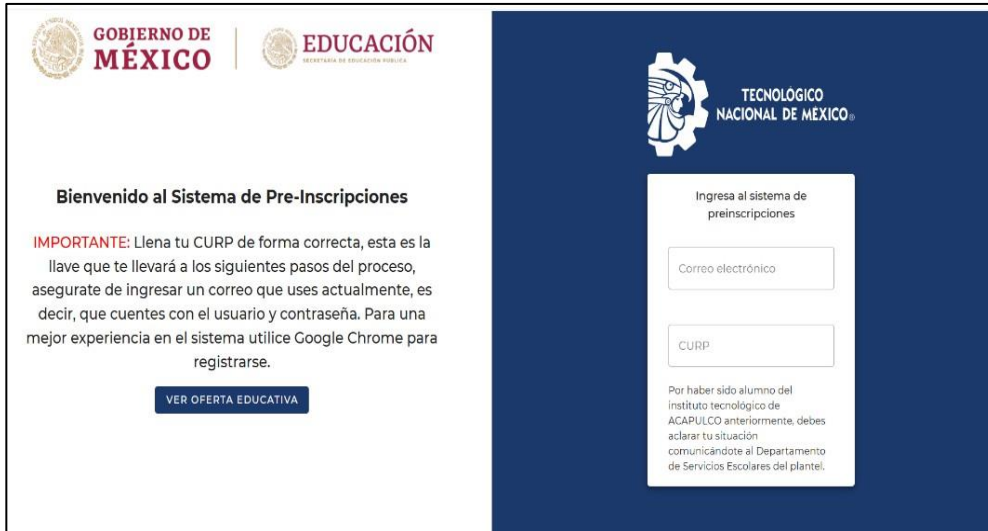 GOBIERNO DE
MÉXICO
EDUCACIÓN
SECRETARÍA DE EDUCACIÓN PÚBLICA
Bienvenido al Sistema de Pre-Inscripciones
IMPORTANTE: Llena tu CURP de forma correcta, esta es la
llave que te llevará a los siguientes pasos del proceso,
asegurate de ingresar un correo que uses actualmente, es
decir, que cuentes con el usuario y contraseña. Para una
mejor experiencia en el sistema utilice Google Chrome para
registrarse.
VER OFERTA EDUCATIVA
TECNOLÓGICO
NACIONAL DE MÉXICO®
Ingresa al sistema de
preinscripciones
Correo electrónico
CURP
Por haber sido alumno del
instituto tecnológico de
ACAPULCO anteriormente, debes
aclarar tu situación
comunicándote al Departamento
de Servicios Escolares del plantel.